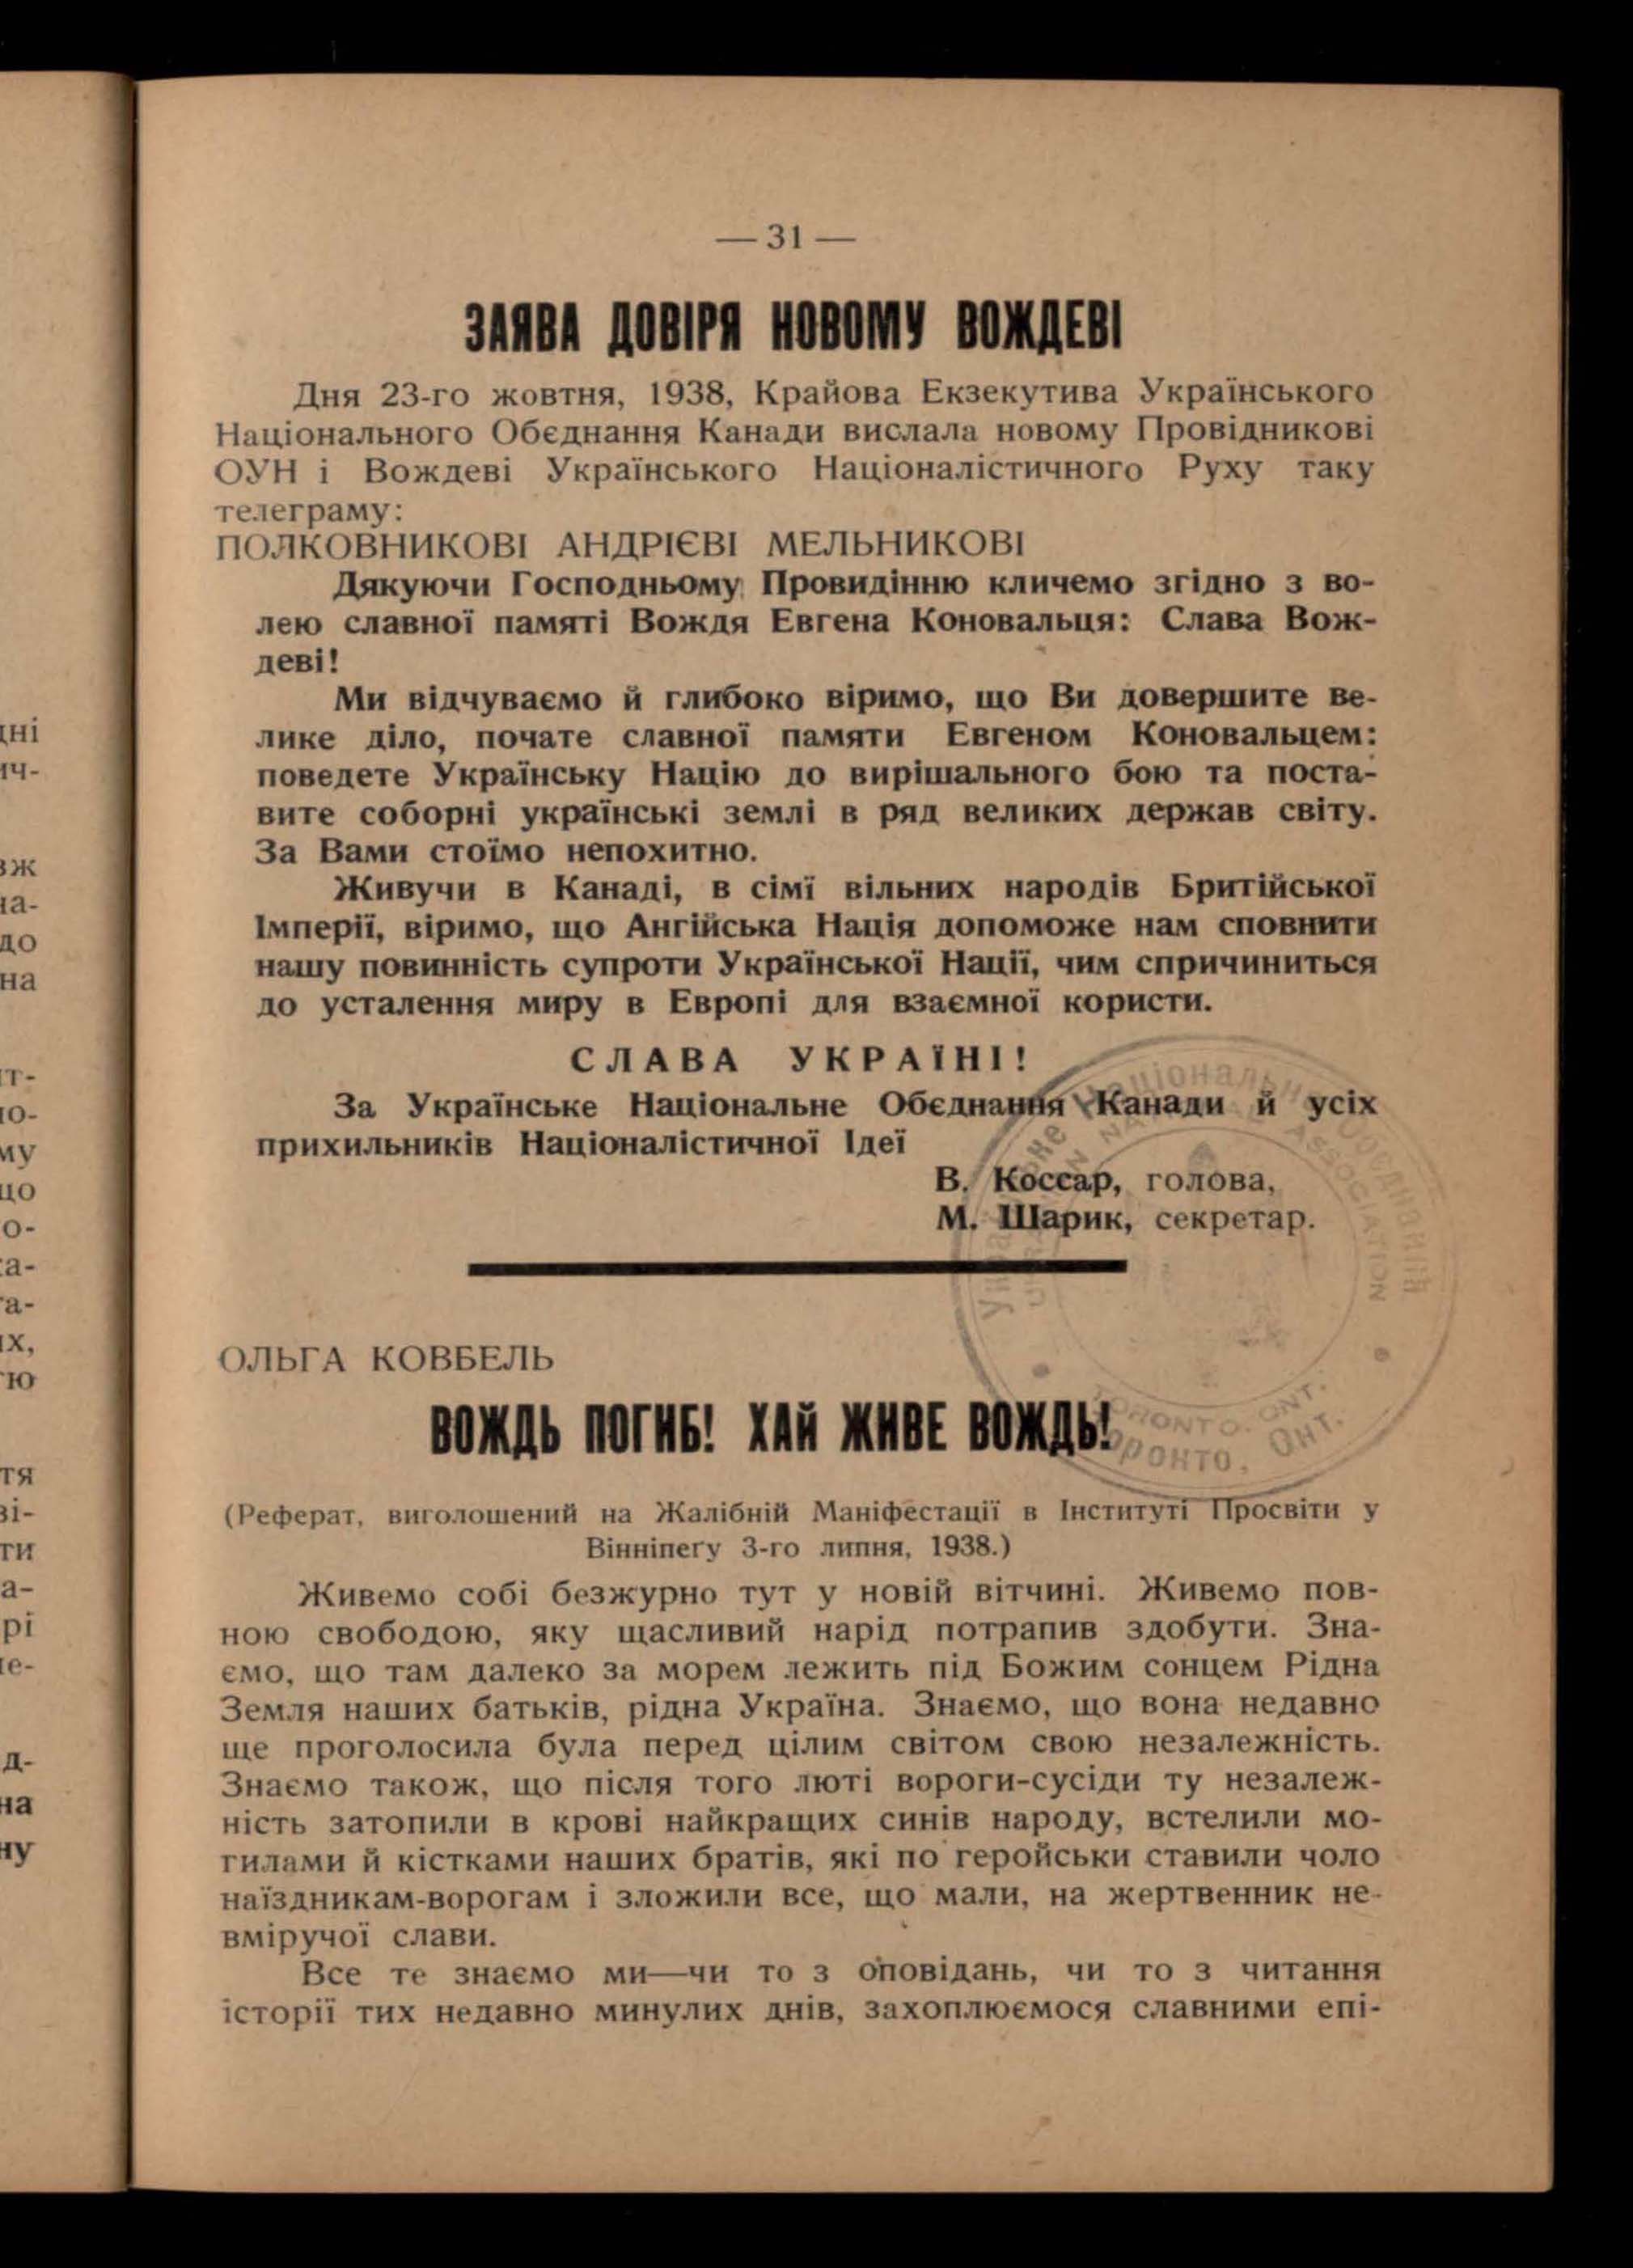 — 31 —
ЗАЯВА ДОВІРЯ НОВОМУ ВОЖДЕВІ
Дня 23-го жовтня, 1938, Крайова Екзекутива Українського
Національного Обєднання Канади вислала новому Провідникові
ОУН і Вождеві Українського Націоналістичного Руху таку
телеграму:
ПОЛКОВНИКОВІ АНДРІЄВІ МЕЛЬНИКОВІ
Дякуючи Господньому Провидінню кличемо згідно з во-
лею славної памяті Вождя Евгена Коновальця: Слава Вож-
деві!
Ми відчуваємо й глибоко віримо, що Ви довершите ве-
лике діло, почате славної памяти Евгеном Коновальцем:
поведете Українську Націю до вирішального бою та поста-
вите соборні українські землі в ряд великих держав світу.
За Вами стоїмо непохитно.
Живучи в Канаді, в сімї вільних народів Бритійської
Імперії, віримо, що Ангійська Нація допоможе нам сповнити
нашу повинність супроти Української Нації, чим спричиниться
до усталення миру в Европі для взаємної користи.
СЛАВА УКРАЇНІ!
За Українське Національне Обєднання Канади й усіх
прихильників Націоналістичної Ідеї
В. Коссар, голова,
М. Шарик, секретар.
ОЛЬГА КОВБЕЛЬ
ВОЖДЬ ПОГИБ! ХАЙ ЖИВЕ ВОЖДЬ!
TORONTO. ONT.
ТОРОНТО, ОНТ.
(Реферат, виголошений на Жалібній Маніфестації в Інституті Просвіти у
Вінніпеґу 3-го липня, 1938.)
Живемо собі безжурно тут у новій вітчині. Живемо пов-
ною свободою, яку щасливий нарід потрапив здобути. Зна-
ємо, що там далеко за морем лежить під Божим сонцем Рідна
Земля наших батьків, рідна Україна. Знаємо, що вона недавно
ще проголосила була перед цілим світом свою незалежність.
Знаємо також, що після того люті вороги-сусіди ту незалеж-
ність затопили в крові найкращих синів народу, встелили мо-
гилами й кістками наших братів, які по геройськи ставили чоло
наїздникам-ворогам і зложили все, що мали, на жертвенник не-
вміручої слави.
Все те знаємо ми—чи то з оповідань, чи то з читання
історії тих недавно минулих днів, захоплюємося славними епі-